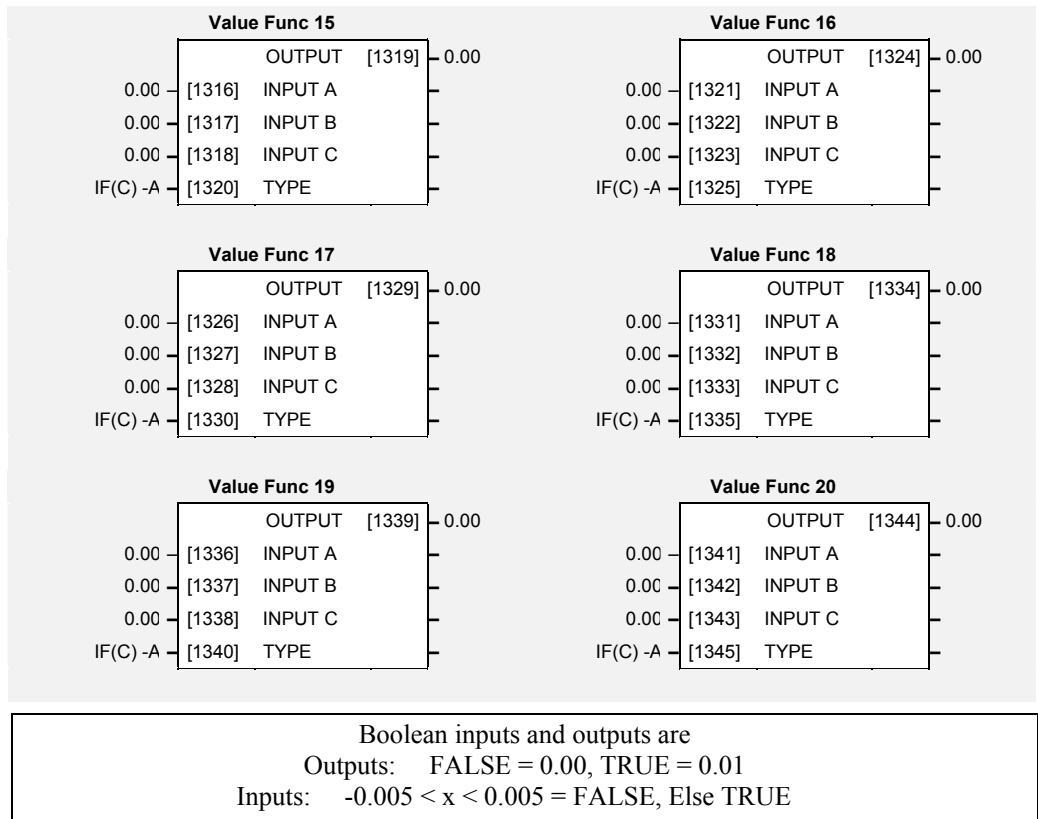 Value Func 15
OUTPUT [1319] 0.00
0.00 [1316] INPUT A
0.00 [1317] INPUT B
0.00 [1318] INPUT C
IF(C) -A [1320] TYPE
Value Func 16
OUTPUT [1324] 0.00
0.00 [1321] INPUT A
0.00 [1322] INPUT B
0.00 [1323] INPUT C
IF(C) -A [1325] TYPE
Value Func 17
OUTPUT [1329] 0.00
0.00 [1326] INPUT A
0.00 [1327] INPUT B
0.00 [1328] INPUT C
IF(C) -A [1330] TYPE
Value Func 18
OUTPUT [1334] 0.00
0.00 [1331] INPUT A
0.00 [1332] INPUT B
0.00 [1333] INPUT C
IF(C) -A [1335] TYPE
Value Func 19
OUTPUT [1339] 0.00
0.00 [1336] INPUT A
0.00 [1337] INPUT B
0.00 [1338] INPUT C
IF(C) -A [1340] TYPE
Value Func 20
OUTPUT [1344] 0.00
0.00 [1341] INPUT A
0.00 [1342] INPUT B
0.00 [1343] INPUT C
IF(C) -A [1345] TYPE
Boolean inputs and outputs are
Outputs: FALSE = 0.00, TRUE = 0.01
Inputs: -0.005 < x < 0.005 = FALSE, Else TRUE